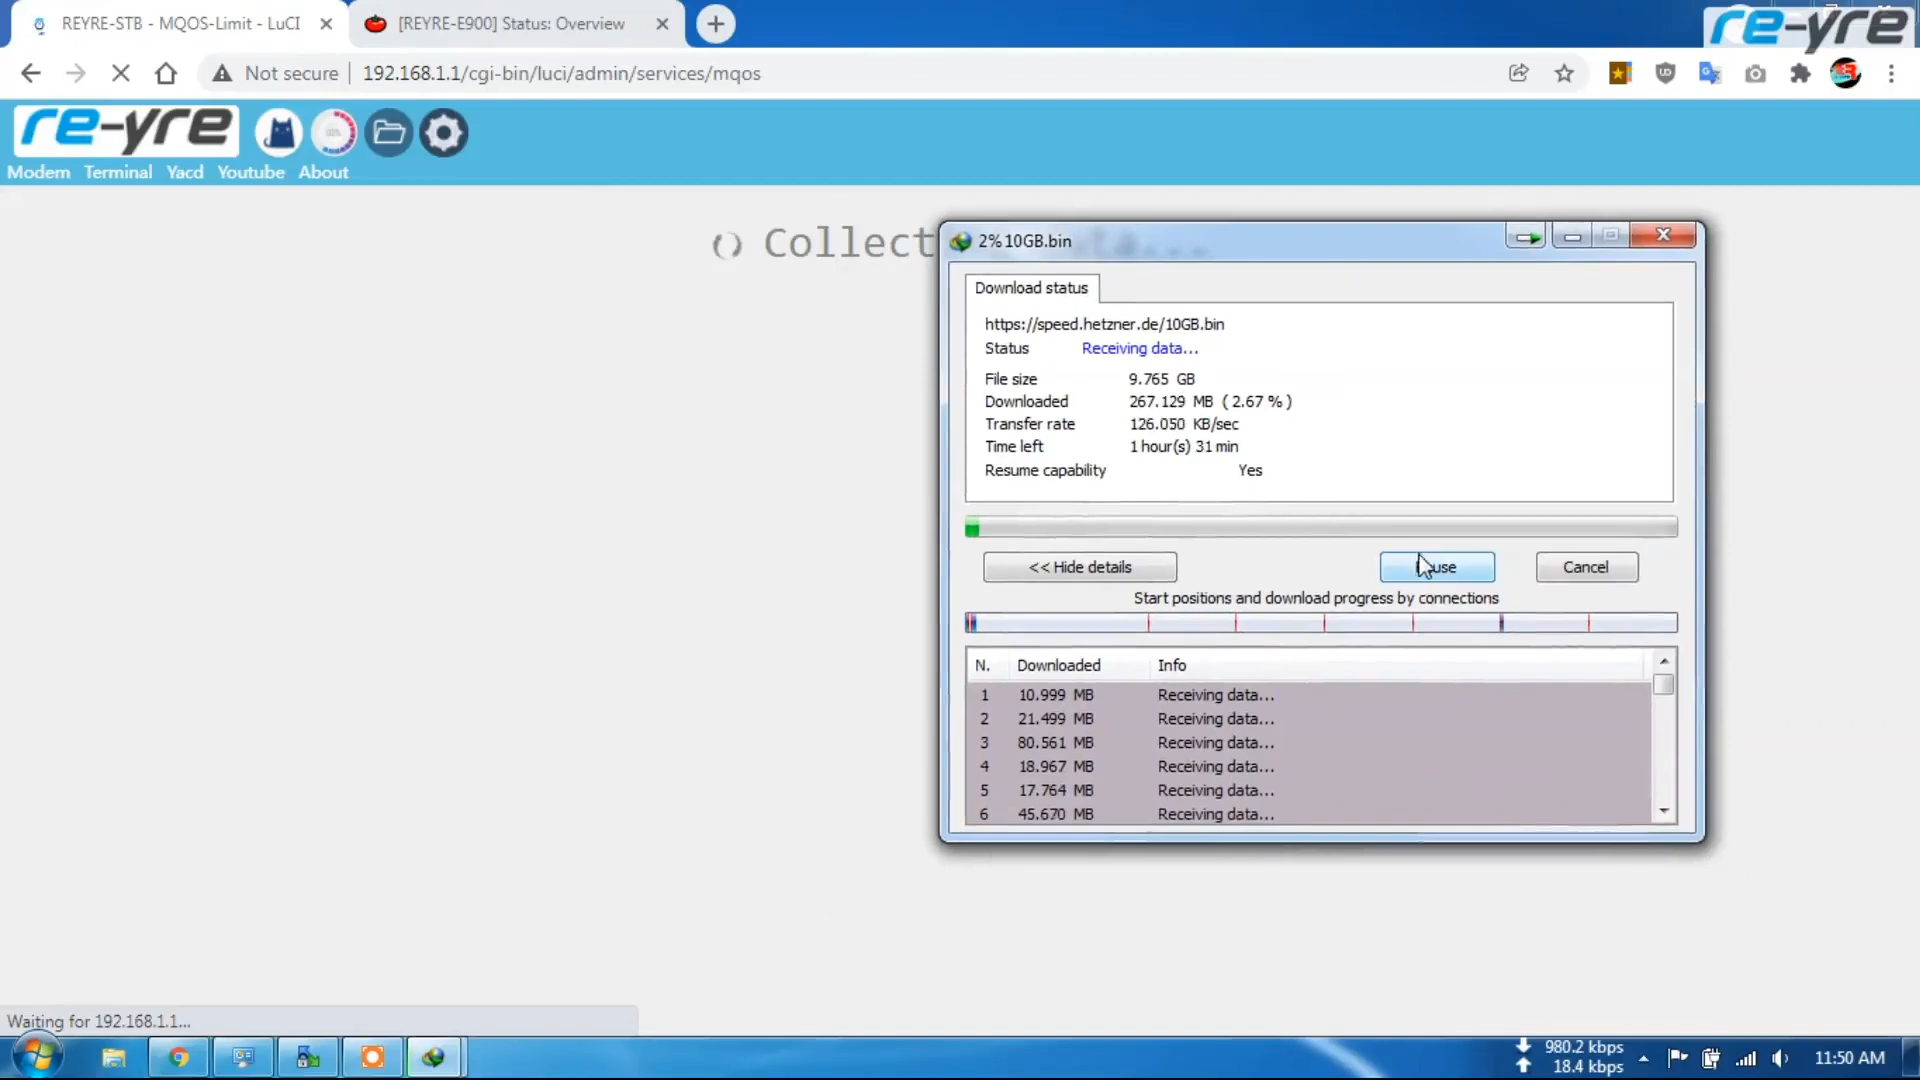 REYRE-STB - MQOS-Limit - LuCI
[REYRE-E900] Status: Overview
re-yre
Not secure
192.168.1.1/cgi-bin/luci/admin/services/mqos
re-yre
Modem Terminal Yacd Youtube About
Collect
2% 10GB.bin
Download status
https://speed.hetzner.de/10GB.bin
Status Receiving data...
File size 9.765 GB
Downloaded 267.129 MB ( 2.67 % )
Transfer rate 126.050 KB/sec
Time left 1 hour(s) 31 min
Resume capability Yes
<< Hide details
Cancel
Start positions and download progress by connections
N. Downloaded Info
1 10.999 MB Receiving data...
2 21.499 MB Receiving data...
3 80.561 MB Receiving data...
4 18.967 MB Receiving data...
5 17.764 MB Receiving data...
6 45.670 MB Receiving data...
Waiting for 192.168.1.1...
980.2 kbps
18.4 kbps
11:50 AM